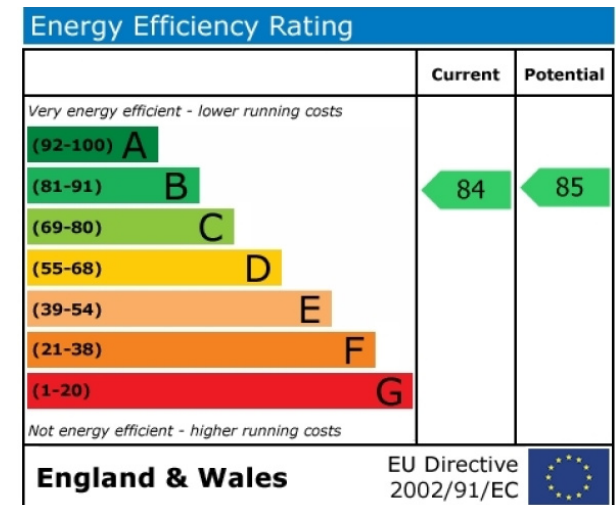 Energy Efficiency Rating
Current Potential
Very energy efficient - lower running costs
(92-100) A
(81-91) B 84 85
(69-80) C
(55-68) D
(39-54) E
(21-38) F
(1-20) G
Not energy efficient - higher running costs
England & Wales
EU Directive
2002/91/EC